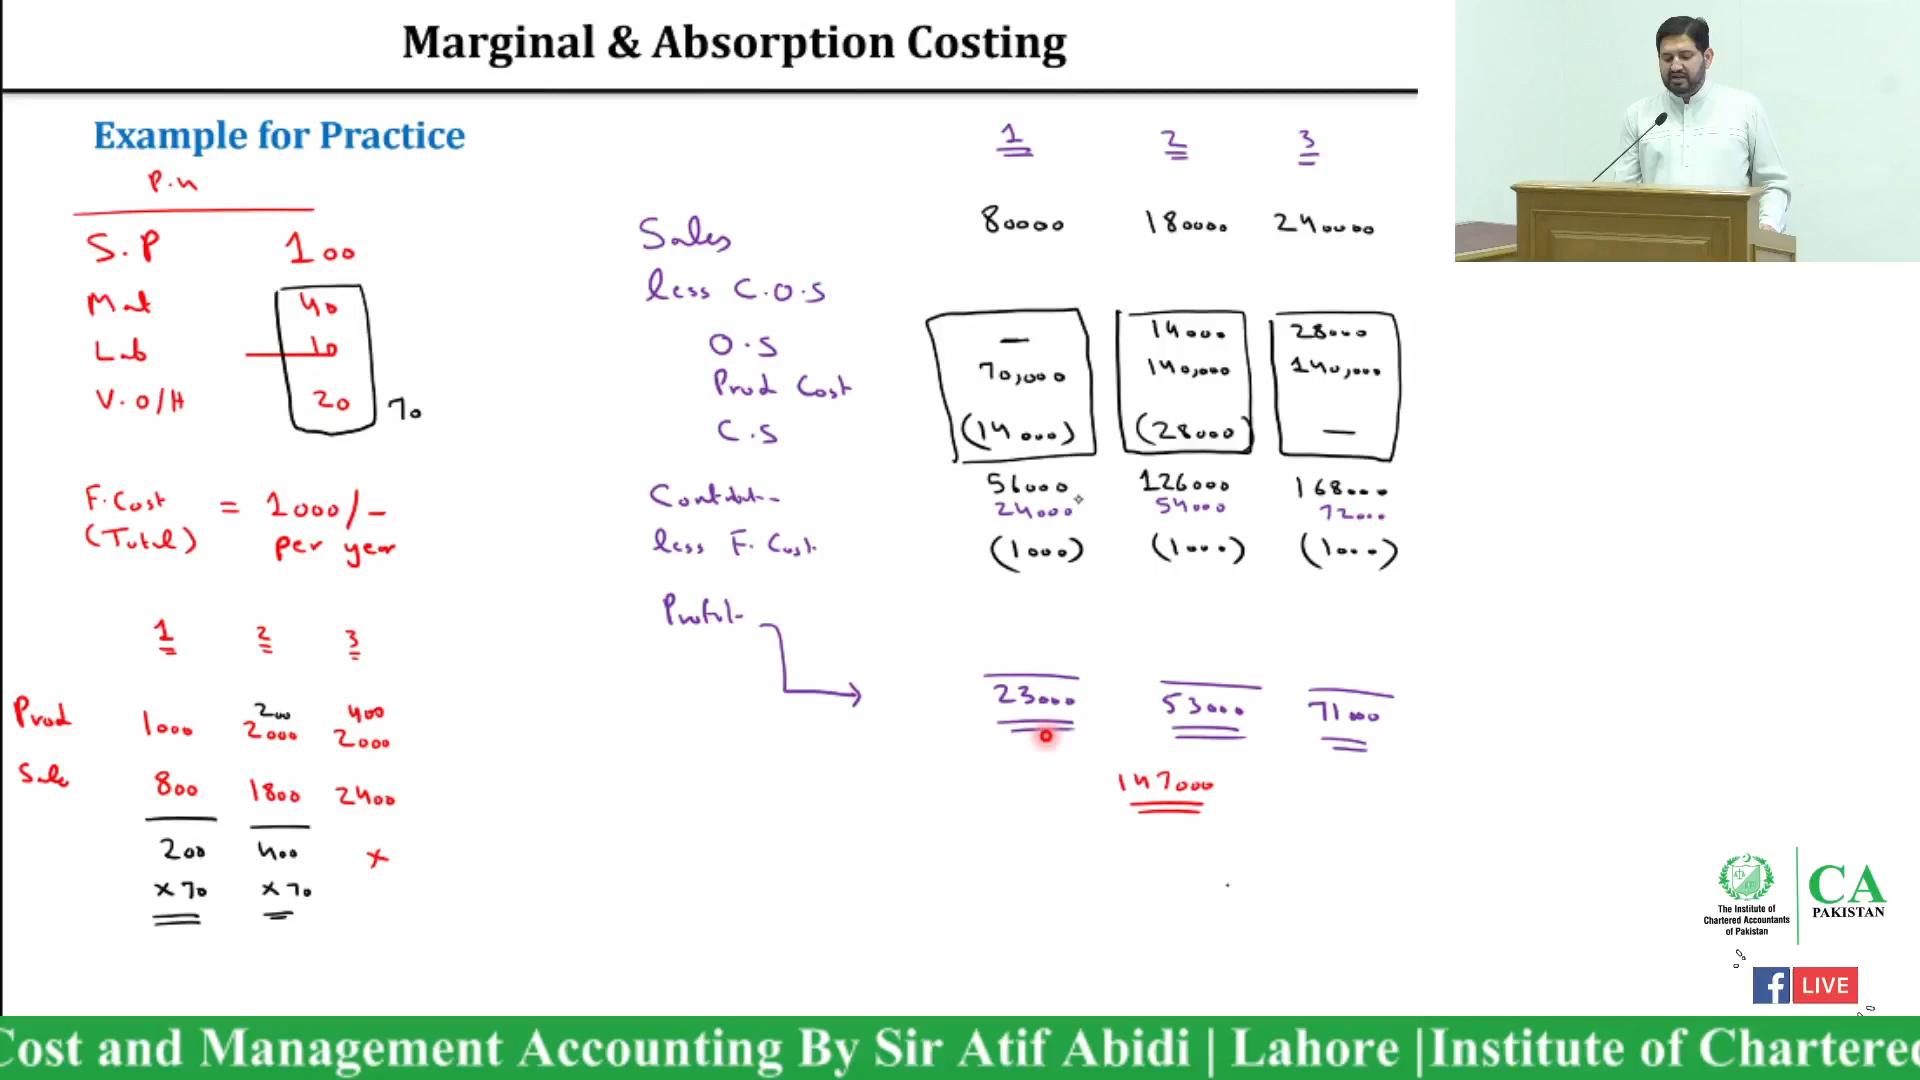 Marginal & Absorption Costing
Example for Practice
P.u
S.P 100
Mat 40
Lab 10
V.O/H 20 70
F.Cost (Total) = 1000/- per year
1 2 3
200 400
Prod 1000 2000 2000
Sale 800 1800 2400
200 400 x
x70 x70
1 2 3
Sales 80000 180000 240000
less C.O.S
O.S — 14000 28000
Prod Cost 70,000 140,000 140,000
C.S (14000) (28000) —
56000 126000 168000
24000 54000 72000
less F. Cost (1000) (1000) (1000)
Profit
23000 53000 71000
147000
The Institute of
Chartered Accountants
of Pakistan
CA
PAKISTAN
f LIVE
Cost and Management Accounting By Sir Atif Abidi | Lahore |Institute of Chartered